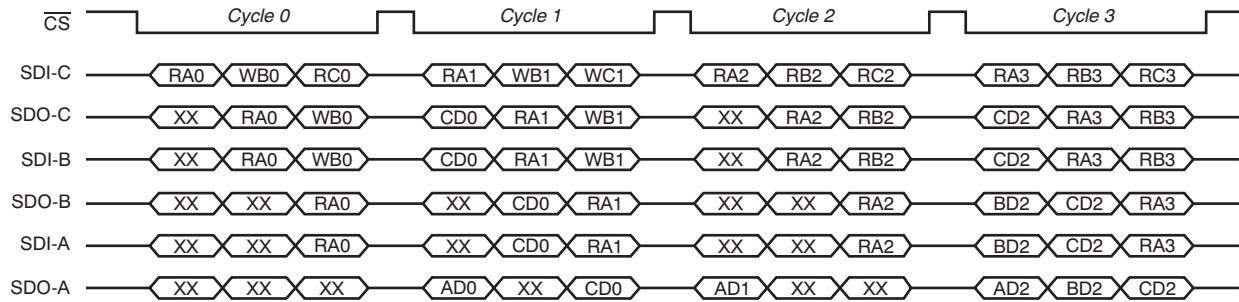 CS Cycle 0 Cycle 1 Cycle 2 Cycle 3
SDI-C RA0 WB0 RC0 RA1 WB1 WC1 RA2 RB2 RC2 RA3 RB3 RC3
SDO-C XX RA0 WB0 CD0 RA1 WB1 XX RA2 RB2 CD2 RA3 RB3
SDI-B XX RA0 WB0 CD0 RA1 WB1 XX RA2 RB2 CD2 RA3 RB3
SDO-B XX XX RA0 XX CD0 RA1 XX XX RA2 BD2 CD2 RA3
SDI-A XX XX RA0 XX CD0 RA1 XX XX RA2 BD2 CD2 RA3
SDO-A XX XX XX AD0 XX CD0 AD1 XX XX AD2 BD2 CD2